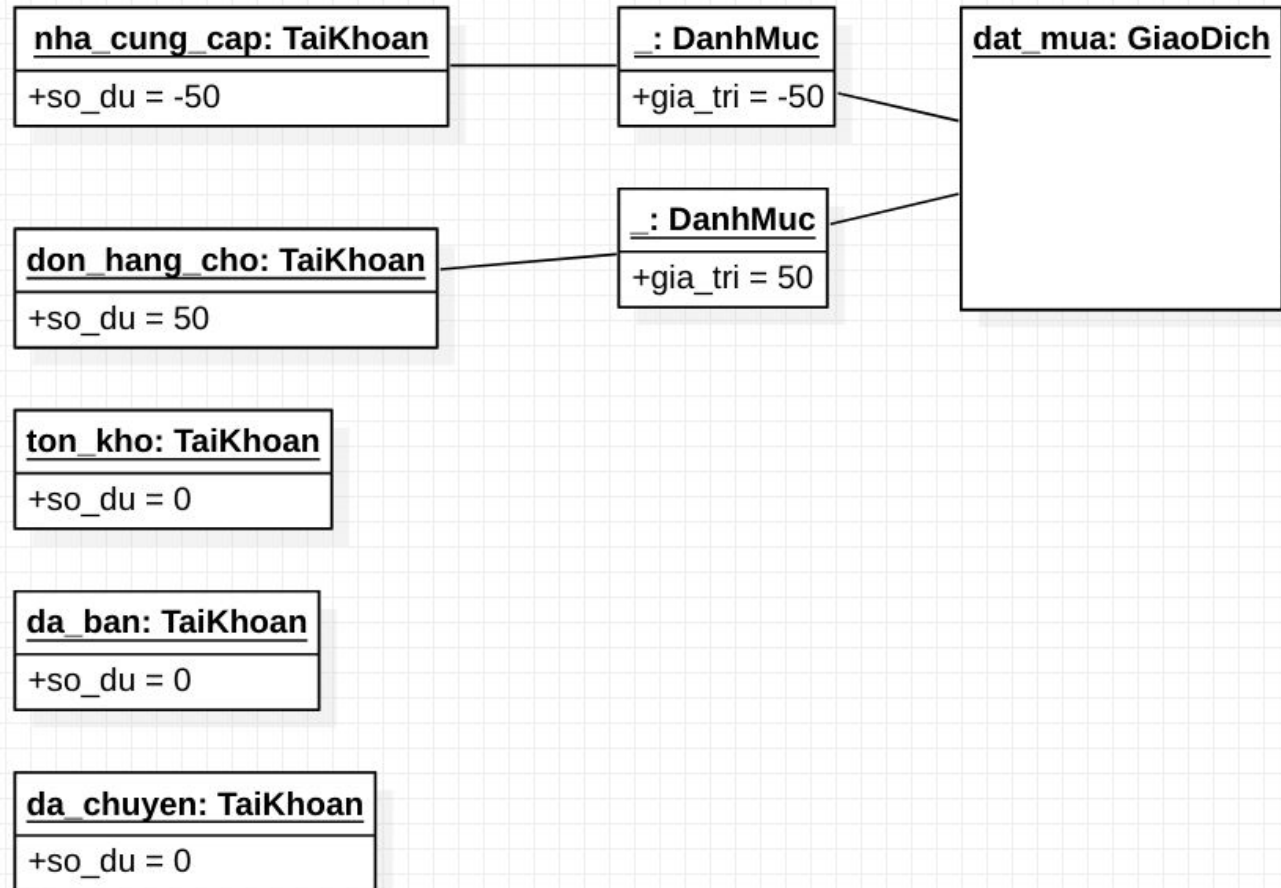 nha_cung_cap: TaiKhoan
+so_du = -50
_: DanhMuc
+gia_tri = -50
dat_mua: GiaoDich
_: DanhMuc
+gia_tri = 50
don_hang_cho: TaiKhoan
+so_du = 50
ton_kho: TaiKhoan
+so_du = 0
da_ban: TaiKhoan
+so_du = 0
da_chuyen: TaiKhoan
+so_du = 0